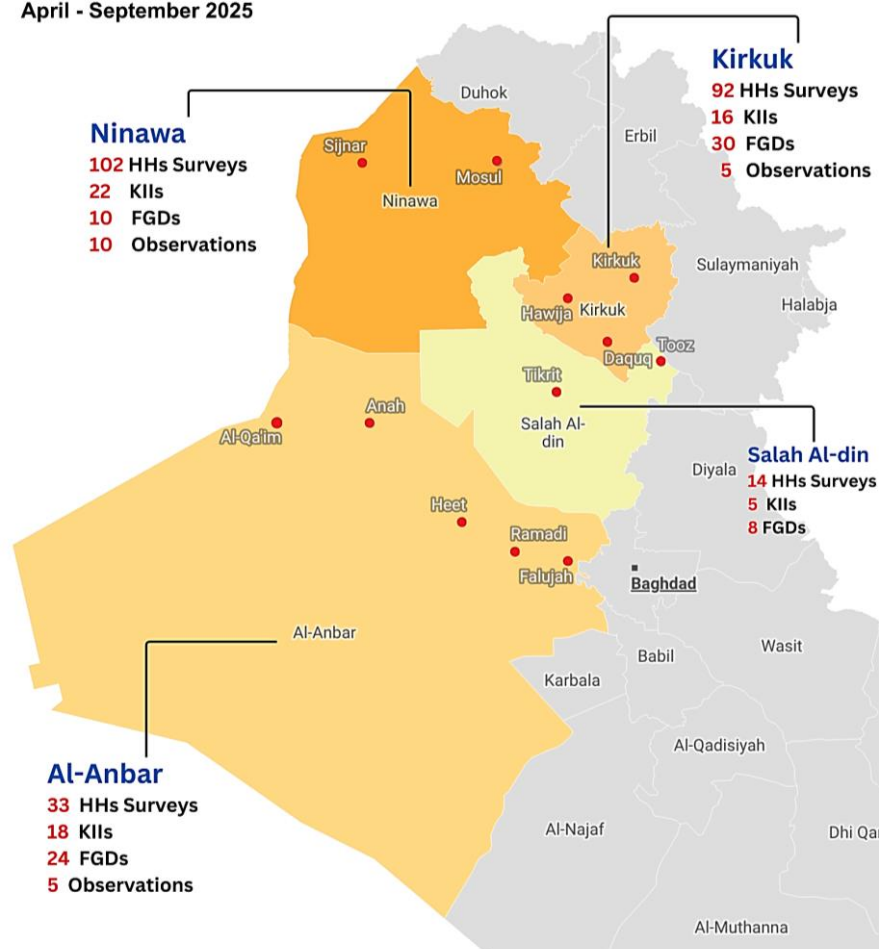 April - September 2025
Kirkuk
92 HHs Surveys
16 KIIs
30 FGDs
5 Observations
Ninawa
102 HHs Surveys
22 KIIs
10 FGDs
10 Observations
Duhok
Erbil
Sijnar
Mosul
Ninawa
Kirkuk
Sulaymaniyah
Hawija
Kirkuk
Halabja
Daquq
Tooz
Tikrit
Anah
Al-Qa'im
Salah Al-
din
Salah Al-din
14 HHs Surveys
5 KIIs
8 FGDs
Diyala
Heet
Ramadi
Falujah
Baghdad
Al-Anbar
Wasit
Babil
Karbala
Al-Qadisiyah
Al-Anbar
33 HHs Surveys
18 KIIs
24 FGDs
5 Observations
Al-Najaf
Dhi Qa
Al-Muthanna